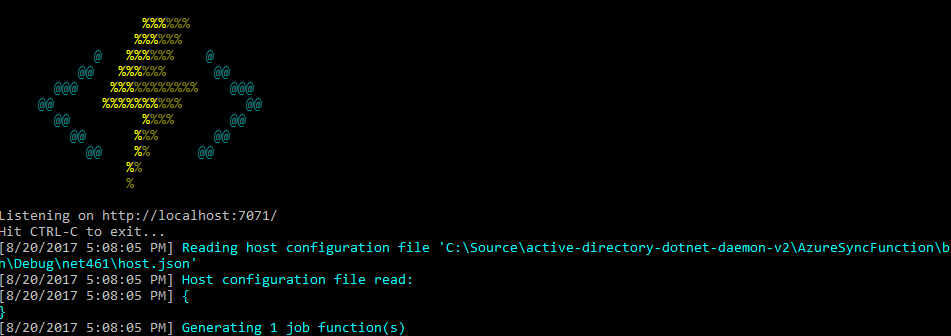 %%%%%%
%%%%%%
@ %%%%%% @
@@ %%%%%% @@
@@@ %%%%%%%%%%% @@@
@@ %%%%%%%%%% @@
@@ %%%% @@
@@ %%% @@
@@ %% @@
%%
%
Listening on http://localhost:7071/
Hit CTRL-C to exit...
[8/20/2017 5:08:05 PM] Reading host configuration file 'C:\Source\active-directory-dotnet-daemon-v2\AzureSyncFunction\b
n\Debug\net461\host.json'
[8/20/2017 5:08:05 PM] Host configuration file read:
[8/20/2017 5:08:05 PM] {
}
[8/20/2017 5:08:05 PM] Generating 1 job function(s)